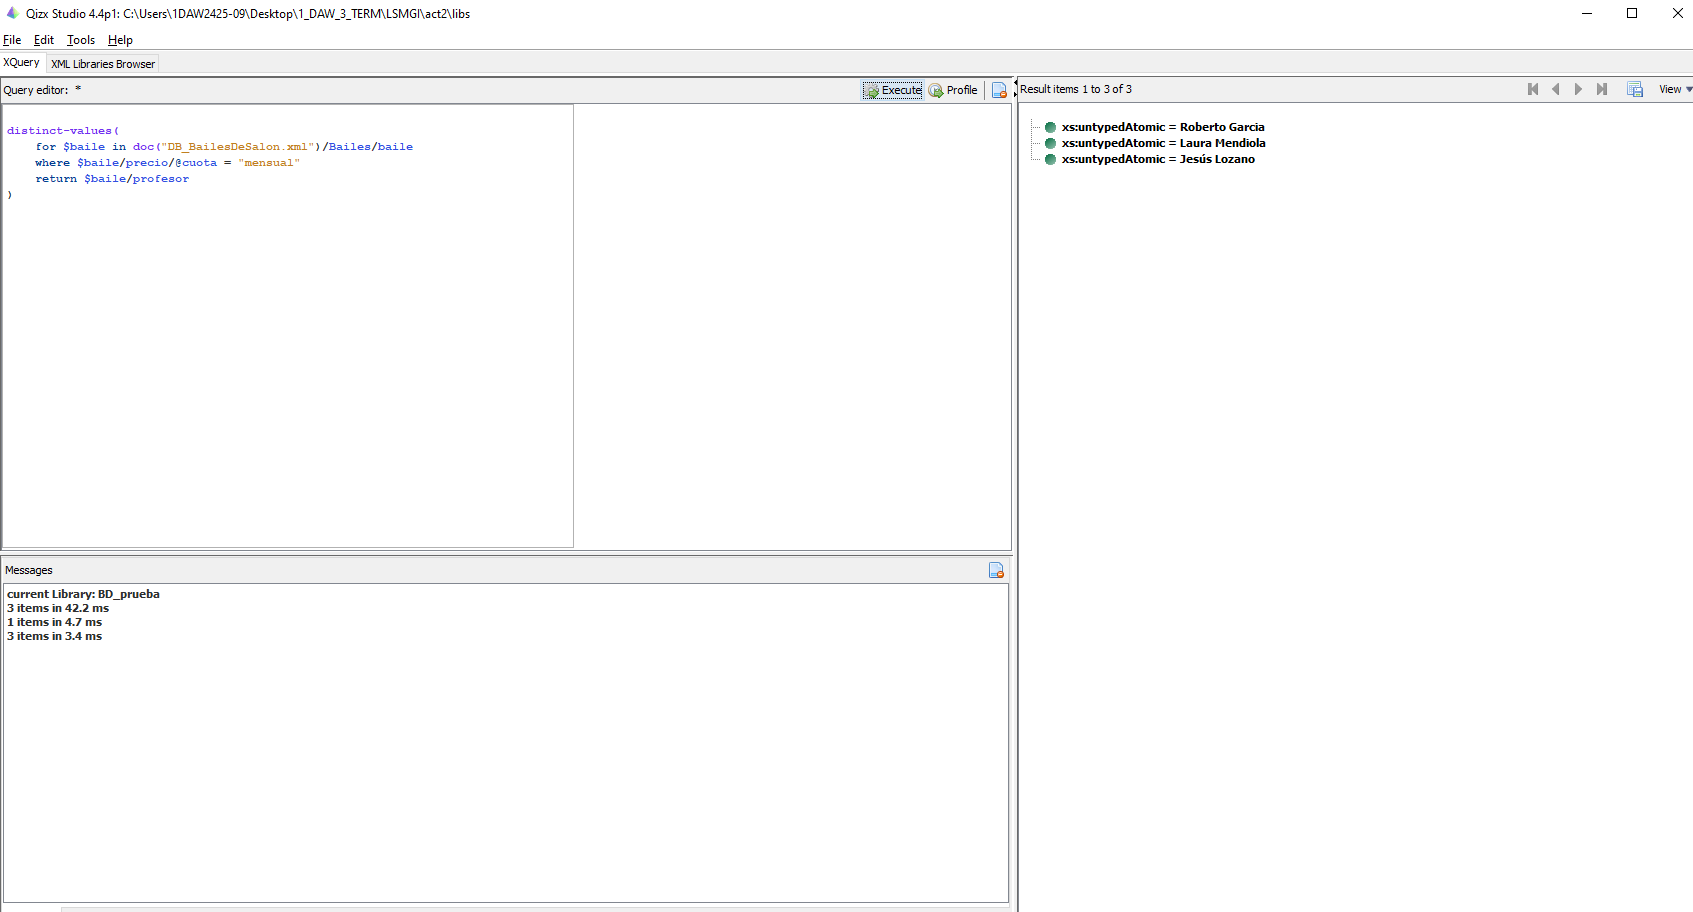 Qizx Studio 4.4p1: C:\Users\1DAW2425-09\Desktop\1_DAW_3_TERM\LSMGI\act2\libs
File Edit Tools Help
XQuery XML Libraries Browser
Query editor: *
Execute Profile
distinct-values(
    for $baile in doc("DB_BailesDeSalon.xml")/Bailes/baile
    where $baile/precio/@cuota = "mensual"
    return $baile/profesor
)
Messages
current Library: BD_prueba
3 items in 42.2 ms
1 items in 4.7 ms
3 items in 3.4 ms
Result items 1 to 3 of 3
View
xs:untypedAtomic = Roberto Garcia
xs:untypedAtomic = Laura Mendiola
xs:untypedAtomic = Jesús Lozano